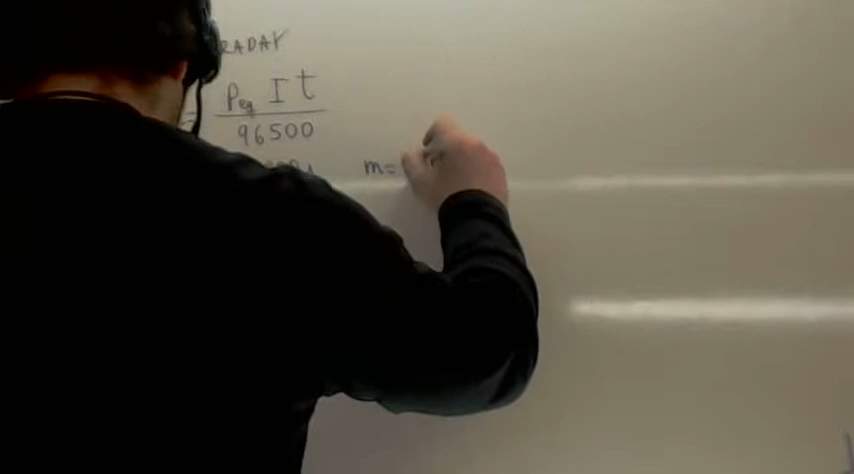 RADAY
= Peq I t
96500
m=